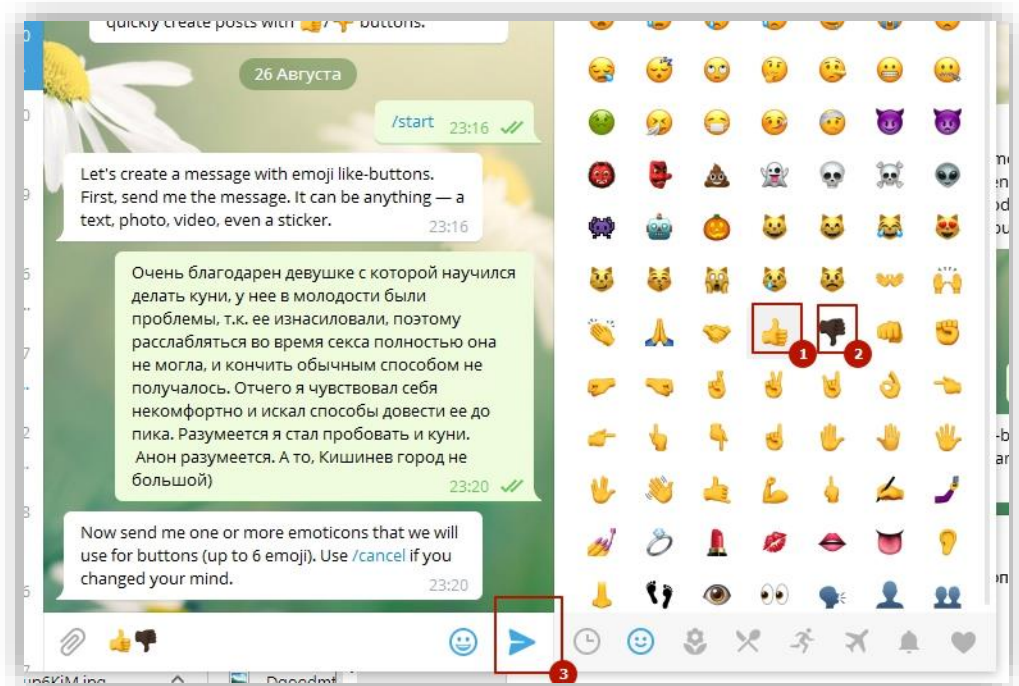 quickly create posts with 👍/👎 buttons.
26 Августа
/start 23:16
Let's create a message with emoji like-buttons.
First, send me the message. It can be anything — a
text, photo, video, even a sticker.
23:16
Очень благодарен девушке с которой научился
делать куни, у нее в молодости были
проблемы, т.к. ее изнасиловали, поэтому
расслабляться во время секса полностью она
не могла, и кончить обычным способом не
получалось. Отчего я чувствовал себя
некомфортно и искал способы довести ее до
пика. Разумеется я стал пробовать и куни.
Анон разумеется. А то, Кишинев город не
большой)
23:20
Now send me one or more emoticons that we will
use for buttons (up to 6 emoji). Use /cancel if you
changed your mind.
23:20
1
2
3